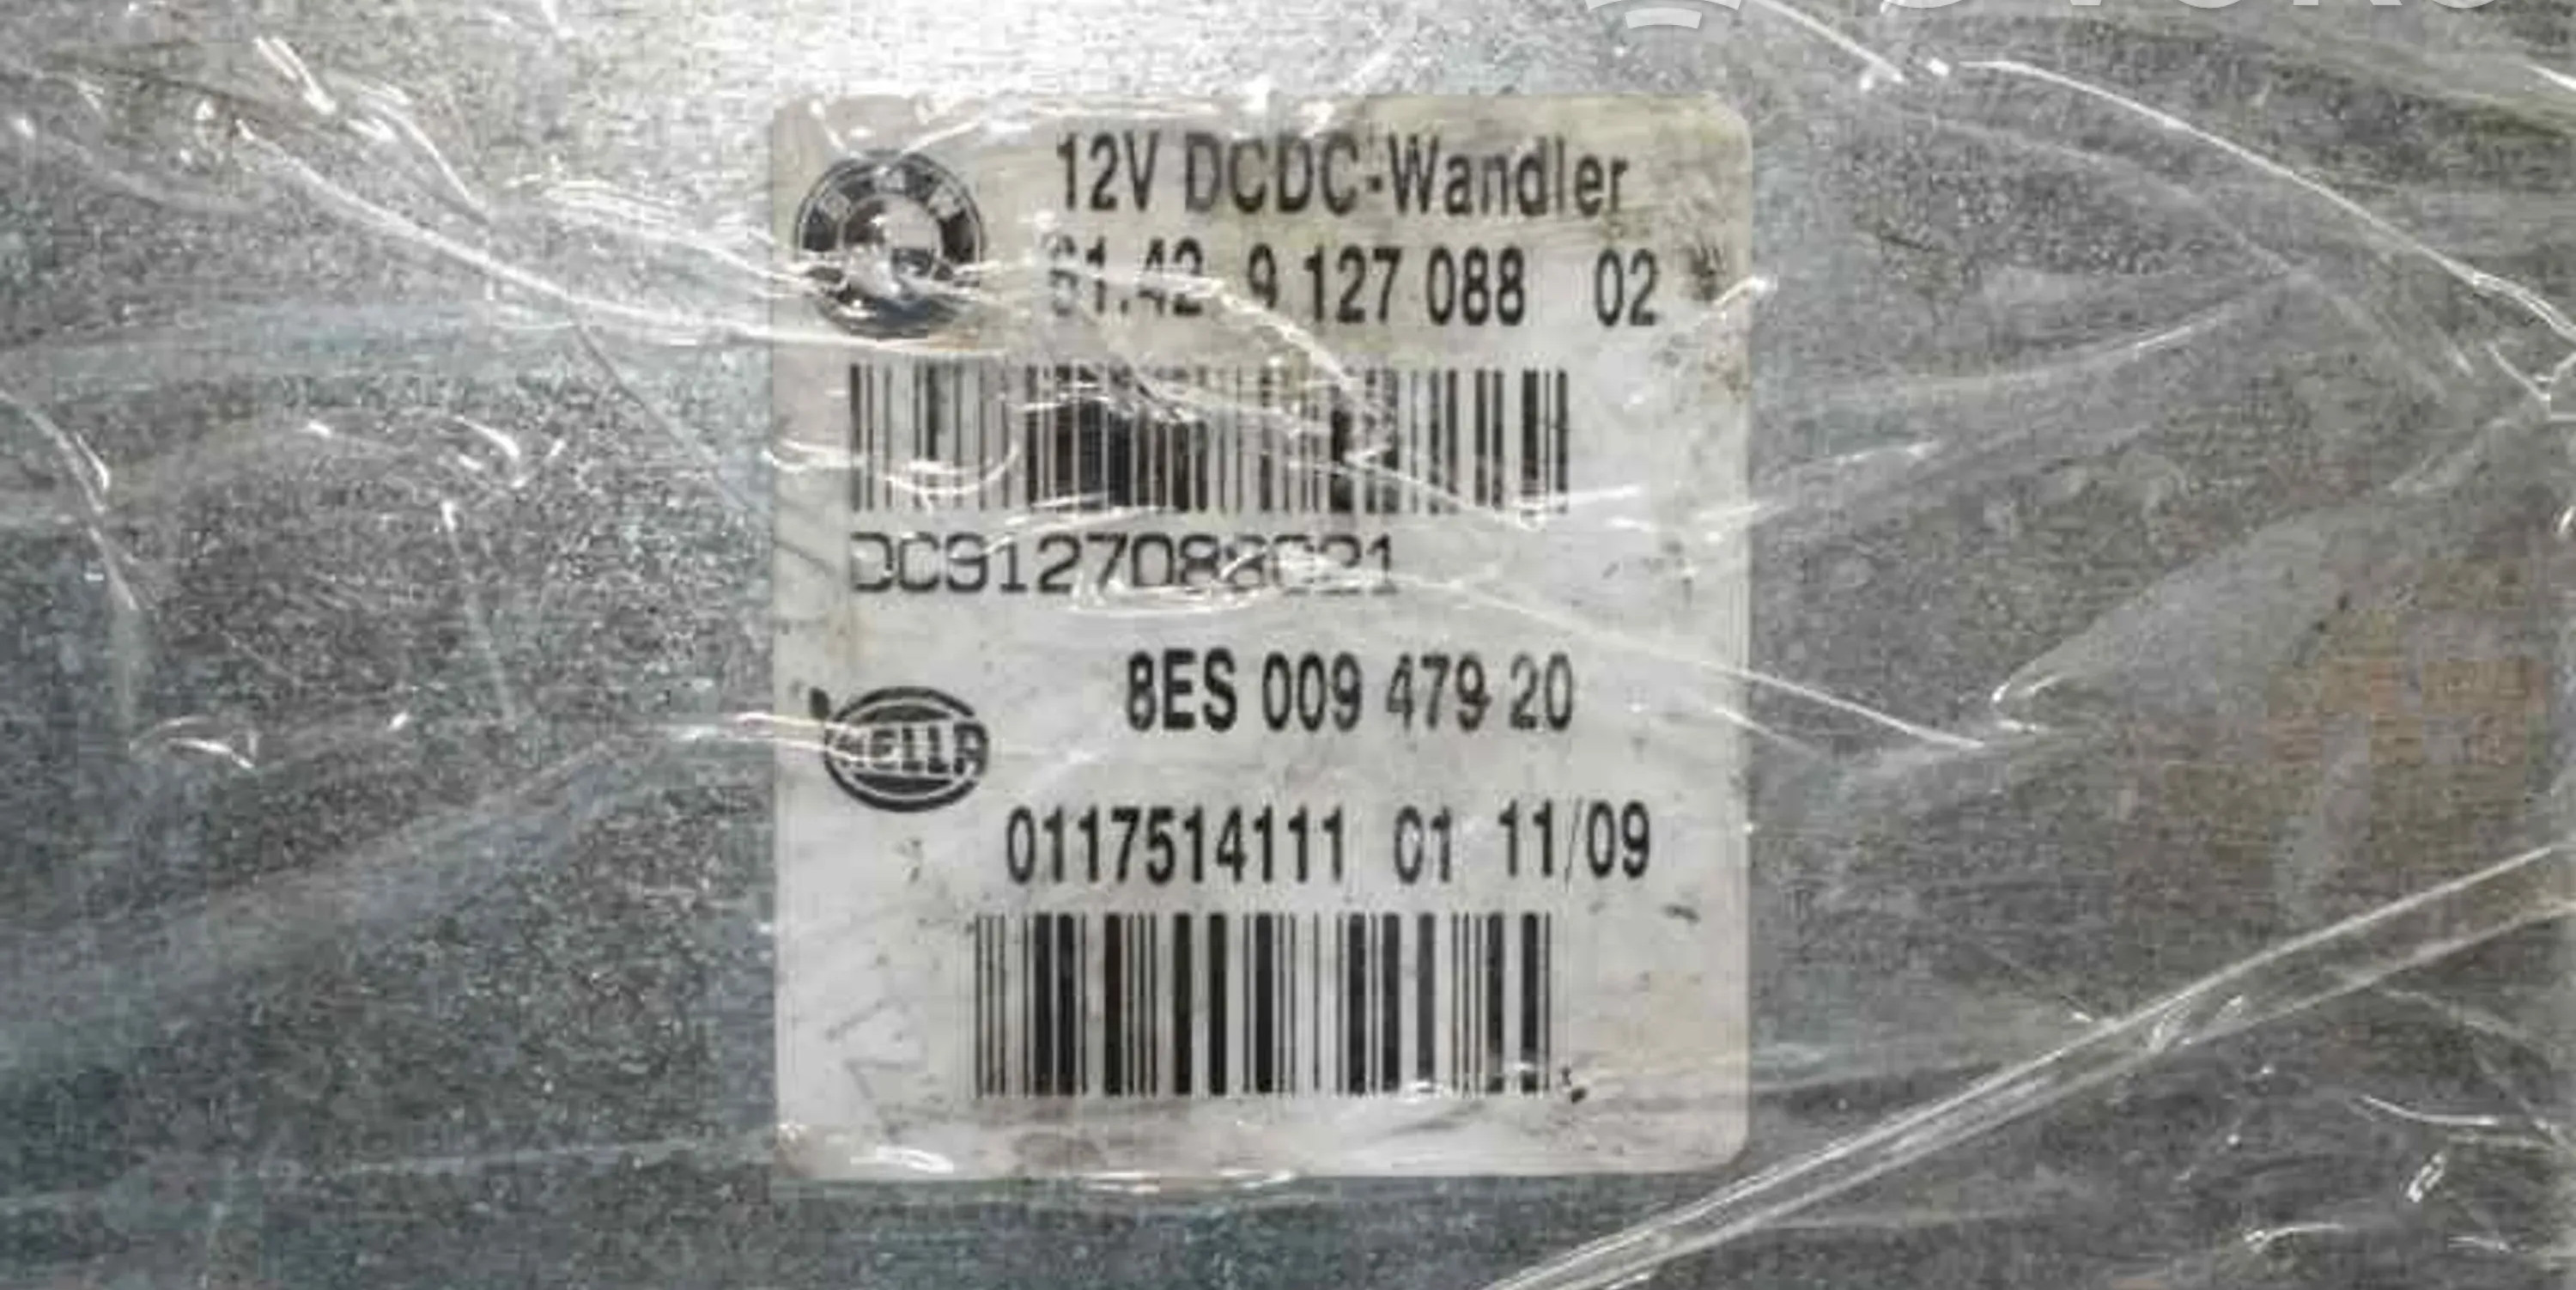 12V DCDC-Wandler
61.42 9 127 088 02
DC9127088021
8ES 009 479 20
HELLA
0117514111 01 11/09